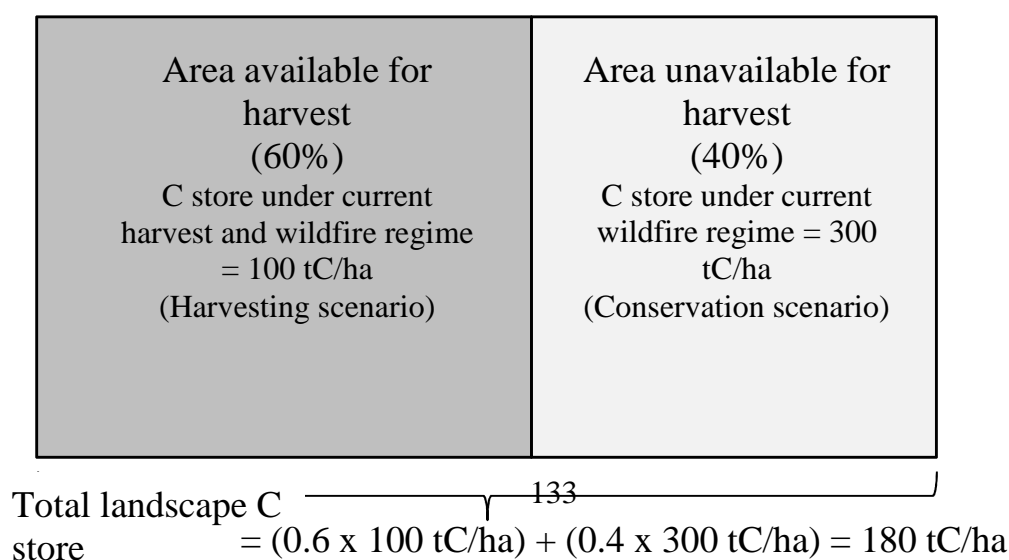 Area available for
harvest
(60%)
C store under current
harvest and wildfire regime
= 100 tC/ha
(Harvesting scenario)
Area unavailable for
harvest
(40%)
C store under current
wildfire regime = 300
tC/ha
(Conservation scenario)
133
Total landscape C
store
= (0.6 x 100 tC/ha) + (0.4 x 300 tC/ha) = 180 tC/ha